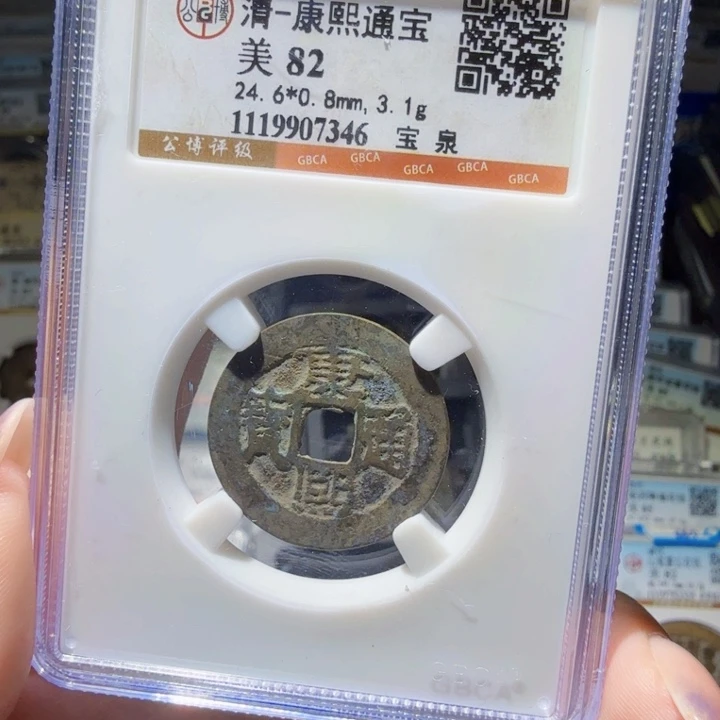 清-康熙通宝
美 82
24.6*0.8mm, 3.1g
1119907346 宝 泉
公博评级 GBCA GBCA GBCA GBCA GBCA
康
寶 通
熙
GBCA